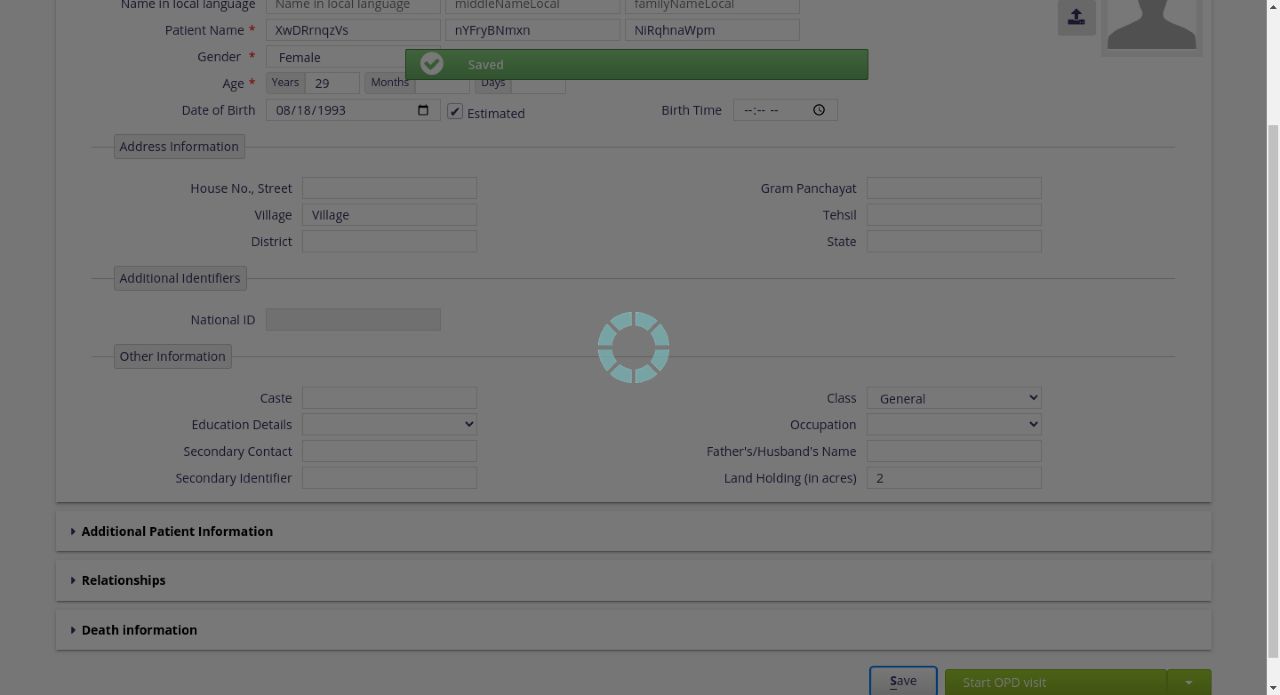 Name in local language Name in local language middleNameLocal familyNameLocal
Patient Name * XwDRrnqzVs nYFryBNmxn NiRqhnaWpm
Gender * Female
Saved
Age * Years 29 Months Days
Date of Birth 08/18/1993 Estimated Birth Time --:-- --
Address Information
House No., Street Gram Panchayat
Village Village Tehsil
District State
Additional Identifiers
National ID
Other Information
Caste Class General
Education Details Occupation
Secondary Contact Father's/Husband's Name
Secondary Identifier Land Holding (in acres) 2
Additional Patient Information
Relationships
Death information
Save Start OPD visit